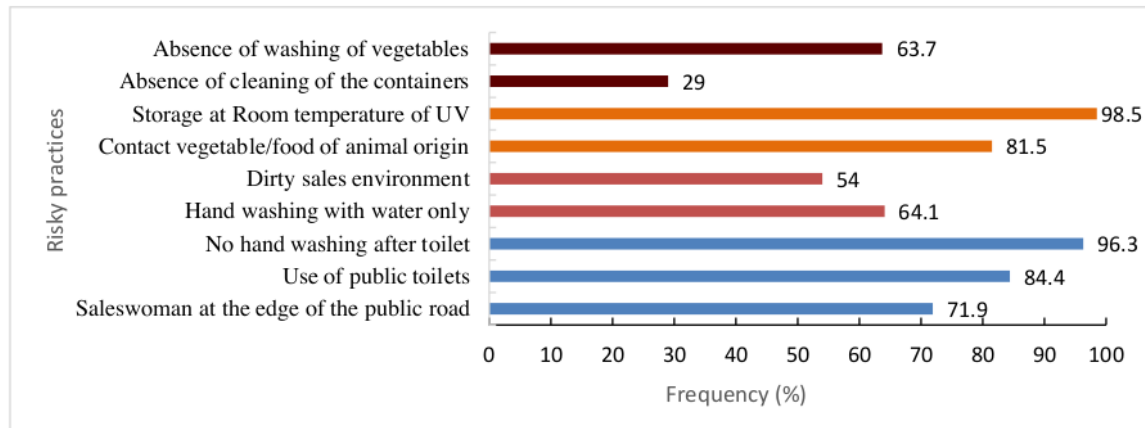 Risky practices
Absence of washing of vegetables 63.7
Absence of cleaning of the containers 29
Storage at Room temperature of UV 98.5
Contact vegetable/food of animal origin 81.5
Dirty sales environment 54
Hand washing with water only 64.1
No hand washing after toilet 96.3
Use of public toilets 84.4
Saleswoman at the edge of the public road 71.9
0 10 20 30 40 50 60 70 80 90 100
Frequency (%)